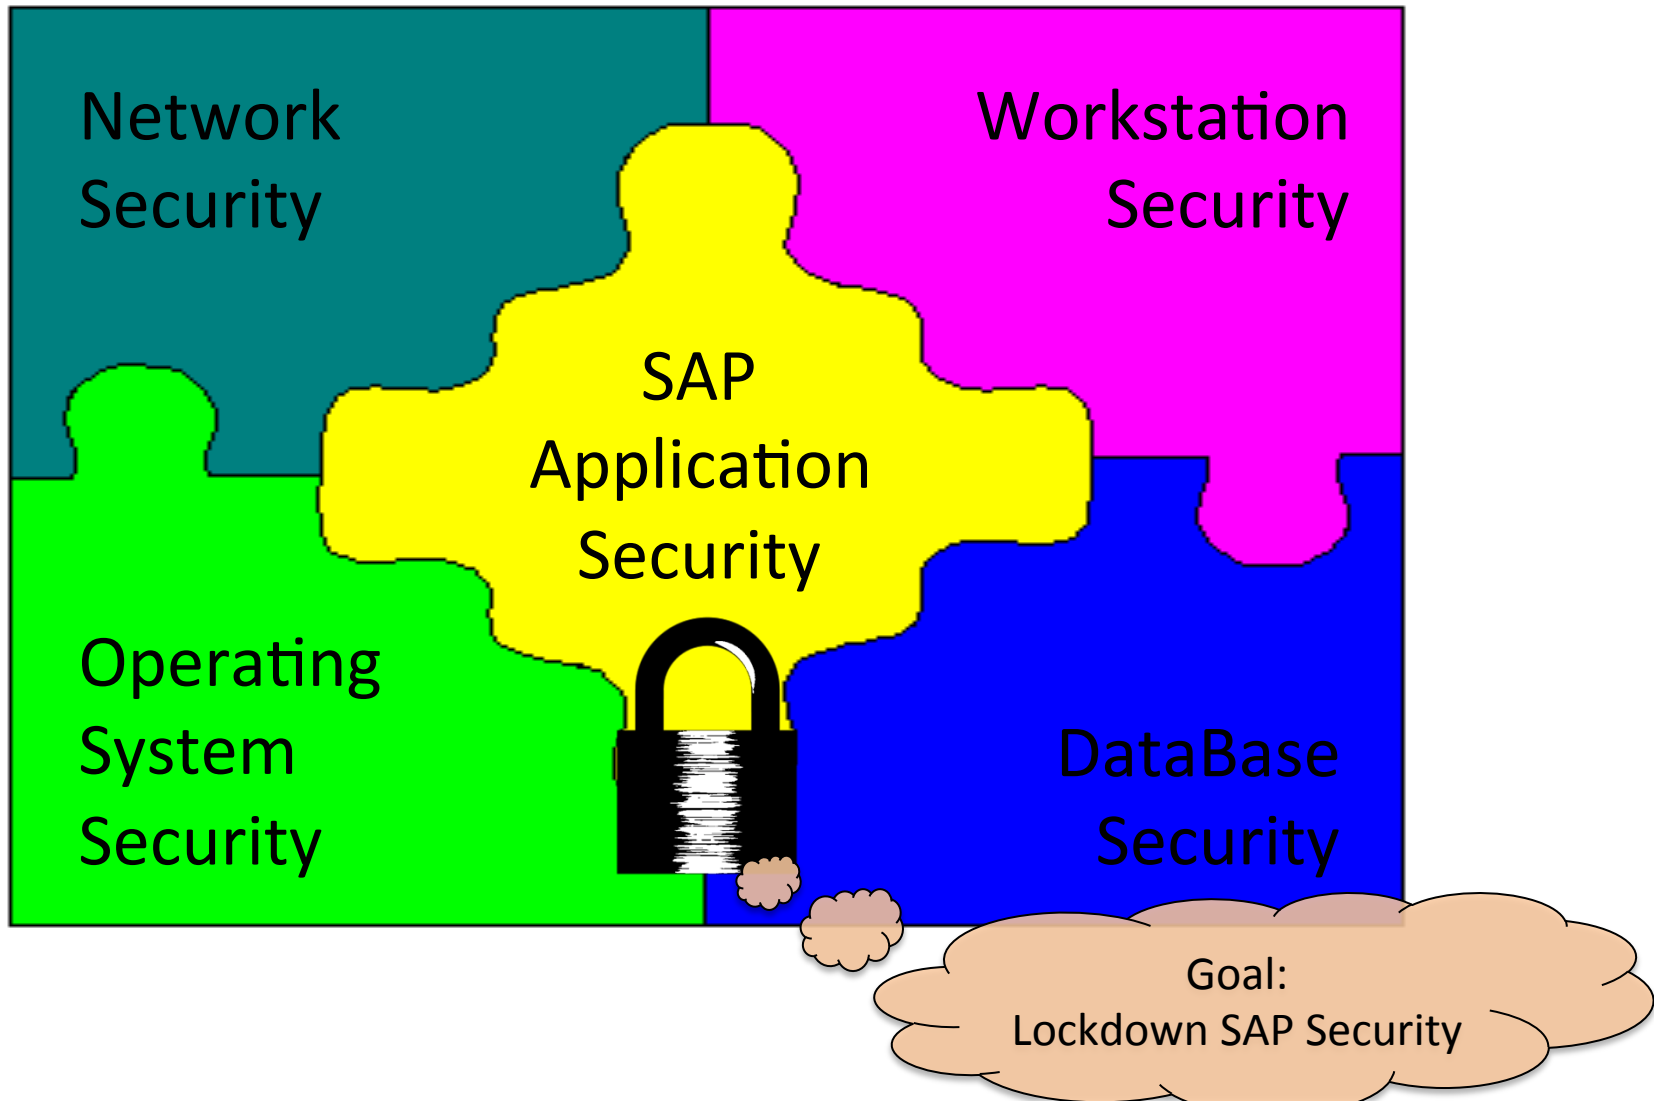 Network
Security
Workstation
Security
SAP
Application
Security
Operating
System
Security
DataBase
Security
Goal:
Lockdown SAP Security